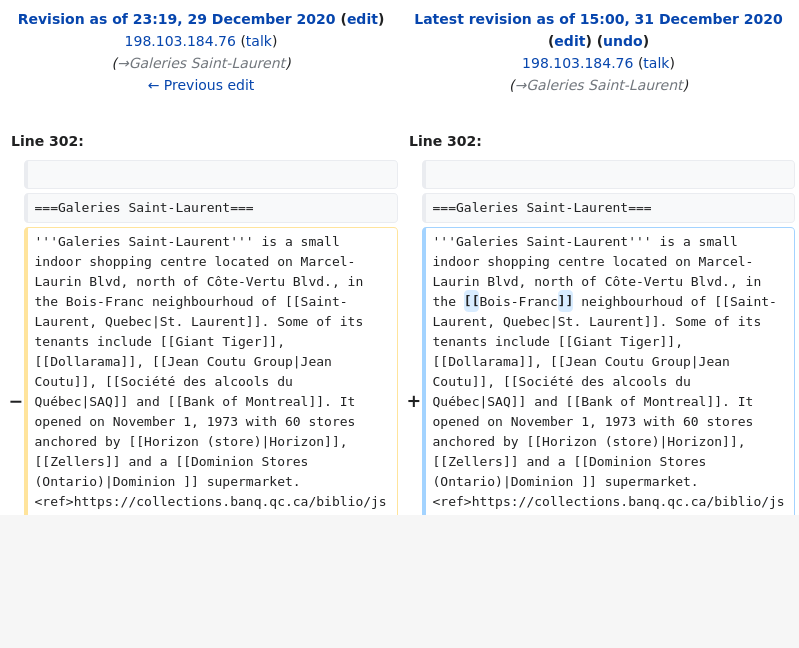 Revision as of 23:19, 29 December 2020 (edit)
198.103.184.76 (talk)
(→Galeries Saint-Laurent)
← Previous edit
Latest revision as of 15:00, 31 December 2020
(edit) (undo)
198.103.184.76 (talk)
(→Galeries Saint-Laurent)
Line 302:
===Galeries Saint-Laurent===
−
'''Galeries Saint-Laurent''' is a small
indoor shopping centre located on Marcel-
Laurin Blvd, north of Côte-Vertu Blvd., in
the Bois-Franc neighbourhoud of [[Saint-
Laurent, Quebec|St. Laurent]]. Some of its
tenants include [[Giant Tiger]],
[[Dollarama]], [[Jean Coutu Group|Jean
Coutu]], [[Société des alcools du
Québec|SAQ]] and [[Bank of Montreal]]. It
opened on November 1, 1973 with 60 stores
anchored by [[Horizon (store)|Horizon]],
[[Zellers]] and a [[Dominion Stores
(Ontario)|Dominion ]] supermarket.
<ref>https://collections.banq.qc.ca/biblio/js
Line 302:
===Galeries Saint-Laurent===
+
'''Galeries Saint-Laurent''' is a small
indoor shopping centre located on Marcel-
Laurin Blvd, north of Côte-Vertu Blvd., in
the [[Bois-Franc]] neighbourhoud of [[Saint-
Laurent, Quebec|St. Laurent]]. Some of its
tenants include [[Giant Tiger]],
[[Dollarama]], [[Jean Coutu Group|Jean
Coutu]], [[Société des alcools du
Québec|SAQ]] and [[Bank of Montreal]]. It
opened on November 1, 1973 with 60 stores
anchored by [[Horizon (store)|Horizon]],
[[Zellers]] and a [[Dominion Stores
(Ontario)|Dominion ]] supermarket.
<ref>https://collections.banq.qc.ca/biblio/js